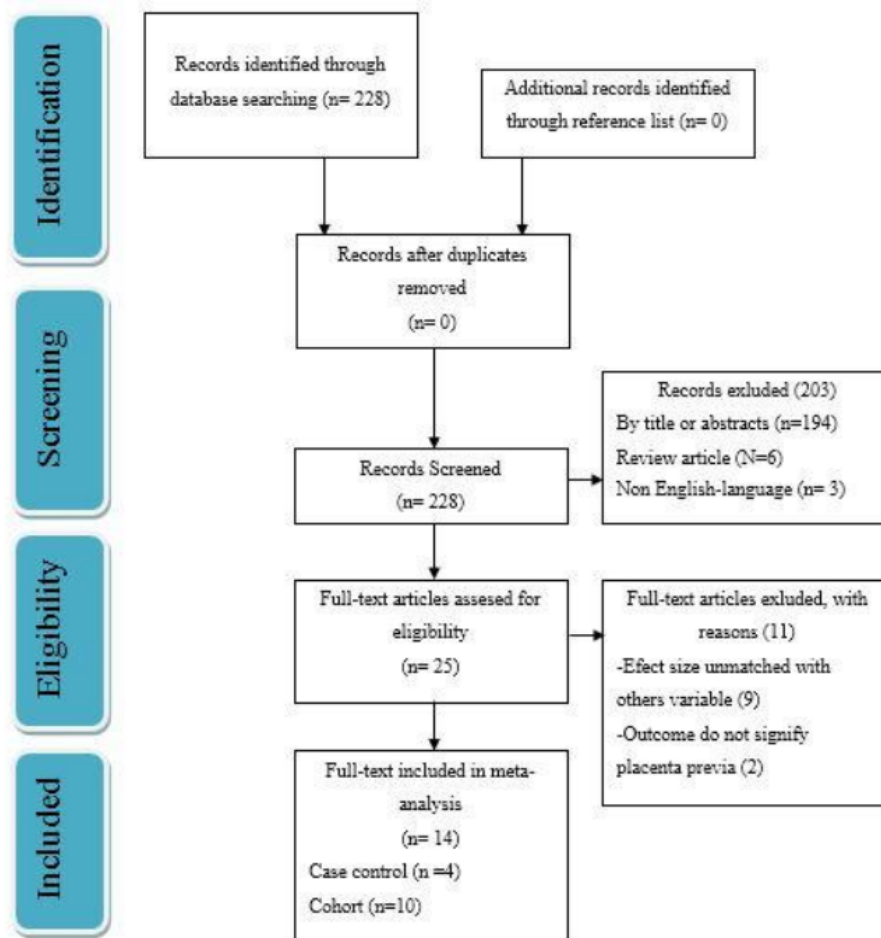 Identification
Records identified through
database searching (n= 228)
Additional records identified
through reference list (n= 0)
Records after duplicates
removed
(n= 0)
Screening
Records Screened
(n= 228)
Records exluded (203)
By title or abstracts (n=194)
Review article (N=6)
Non English-language (n= 3)
Eligibility
Full-text articles assesed for
eligibility
(n= 25)
Full-text articles exluded, with
reasons (11)
-Efect size unmatched with
others variable (9)
-Outcome do not signify
placenta previa (2)
Included
Full-text included in meta-
analysis
(n= 14)
Case control (n =4)
Cohort (n=10)